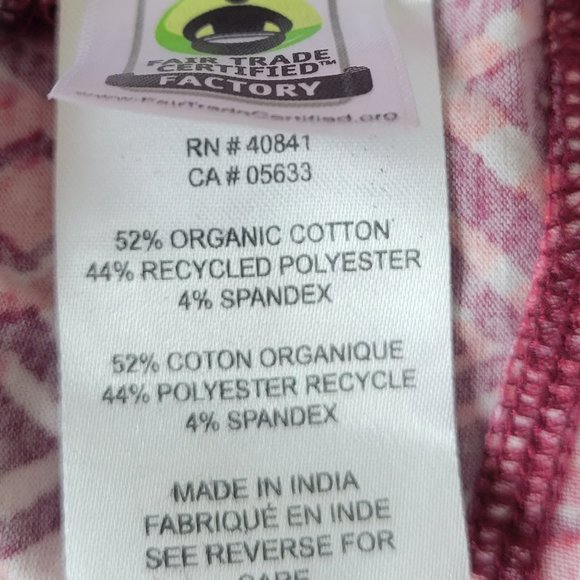 FAIR TRADE
CERTIFIED™
FACTORY
www.FairTradeCertified.org
RN # 40841
CA # 05633
52% ORGANIC COTTON
44% RECYCLED POLYESTER
4% SPANDEX
52% COTON ORGANIQUE
44% POLYESTER RECYCLE
4% SPANDEX
MADE IN INDIA
FABRIQUÉ EN INDE
SEE REVERSE FOR
CARE